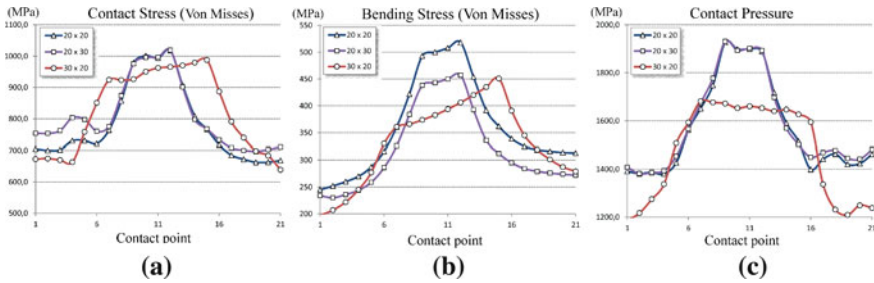 Contact Stress (Von Misses)
(MPa)
1100,0
1000,0
900,0
800,0
700,0
600,0
500,0
20 x 20
20 x 30
30 x 20
1 6 11 16 21
Contact point
(a)
Bending Stress (Von Misses)
(MPa)
550
500
450
400
350
300
250
200
20 x 20
20 x 30
30 x 20
1 6 11 16 21
Contact point
(b)
Contact Pressure
(MPa)
2000,0
1800,0
1600,0
1400,0
1200,0
20 x 20
20 x 30
30 x 20
1 6 11 16 21
Contact point
(c)